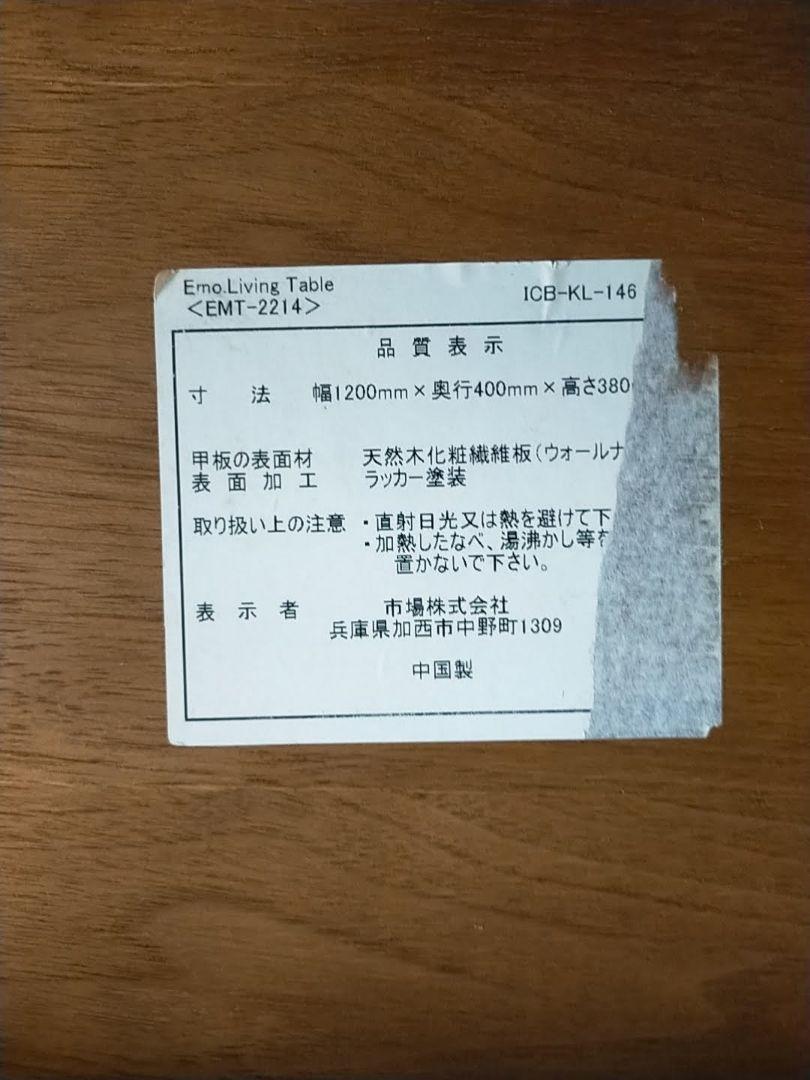 Emo.Living Table
<EMT-2214>
ICB-KL-146
品質表示
寸法 幅1200mm×奥行400mm×高さ380
甲板の表面材 天然木化粧繊維板(ウォールナ
表面加工 ラッカー塗装
取り扱い上の注意 ・直射日光又は熱を避けて下
・加熱したなべ、湯沸かし等を
置かないで下さい。
表示者 市場株式会社
兵庫県加西市中野町1309
中国製